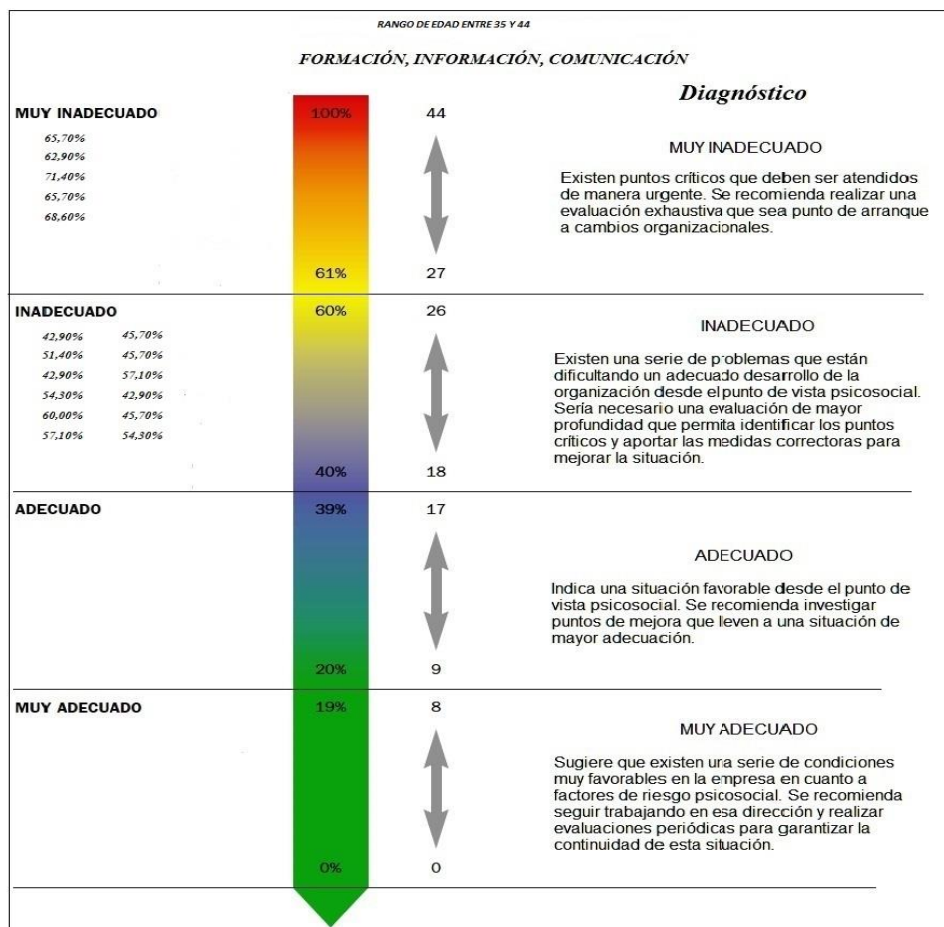 RANGO DE EDAD ENTRE 35 Y 44
FORMACIÓN, INFORMACIÓN, COMUNICACIÓN
Diagnóstico
MUY INADECUADO 100% 44
65,70%
62,90%
71,40%
65,70%
68,60%
61% 27
MUY INADECUADO
Existen puntos críticos que deben ser atendidos
de manera urgente. Se recomienda realizar una
evaluación exhaustiva que sea punto de arranque
a cambios organizacionales.
INADECUADO 60% 26
42,90% 45,70%
51,40% 45,70%
42,90% 57,10%
54,30% 42,90%
60,00% 45,70%
57,10% 54,30%
40% 18
INADECUADO
Existen una serie de problemas que están
dificultando un adecuado desarrollo de la
organización desde el punto de vista psicosocial.
Sería necesario una evaluación de mayor
profundidad que permita identificar los puntos
críticos y aportar las medidas correctoras para
mejorar la situación.
ADECUADO 39% 17
20% 9
ADECUADO
Indica una situación favorable desde el punto de
vista psicosocial. Se recomienda investigar
puntos de mejora que leven a una situación de
mayor adecuación.
MUY ADECUADO 19% 8
0% 0
MUY ADECUADO
Sugiere que existen una serie de condiciones
muy favorables en la empresa en cuanto a
factores de riesgo psicosocial. Se recomienda
seguir trabajando en esa dirección y realizar
evaluaciones periódicas para garantizar la
continuidad de esta situación.